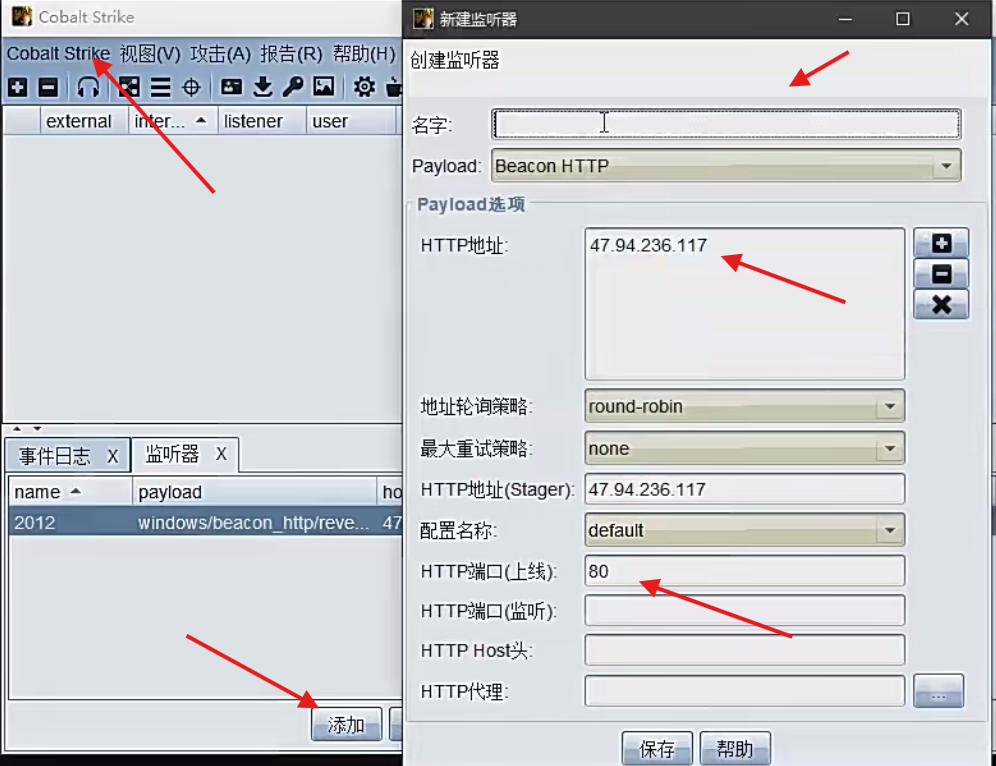 Cobalt Strike
Cobalt Strike 视图(V) 攻击(A) 报告(R) 帮助(H)
external inter... listener user
事件日志 X 监听器 X
name payload ho
2012 windows/beacon_http/reve... 47
添加
新建监听器
创建监听器
名字:
Payload: Beacon HTTP
Payload选项
HTTP地址: 47.94.236.117
地址轮询策略: round-robin
最大重试策略: none
HTTP地址(Stager): 47.94.236.117
配置名称: default
HTTP端口(上线): 80
HTTP端口(监听):
HTTP Host头:
HTTP代理: ...
保存 帮助